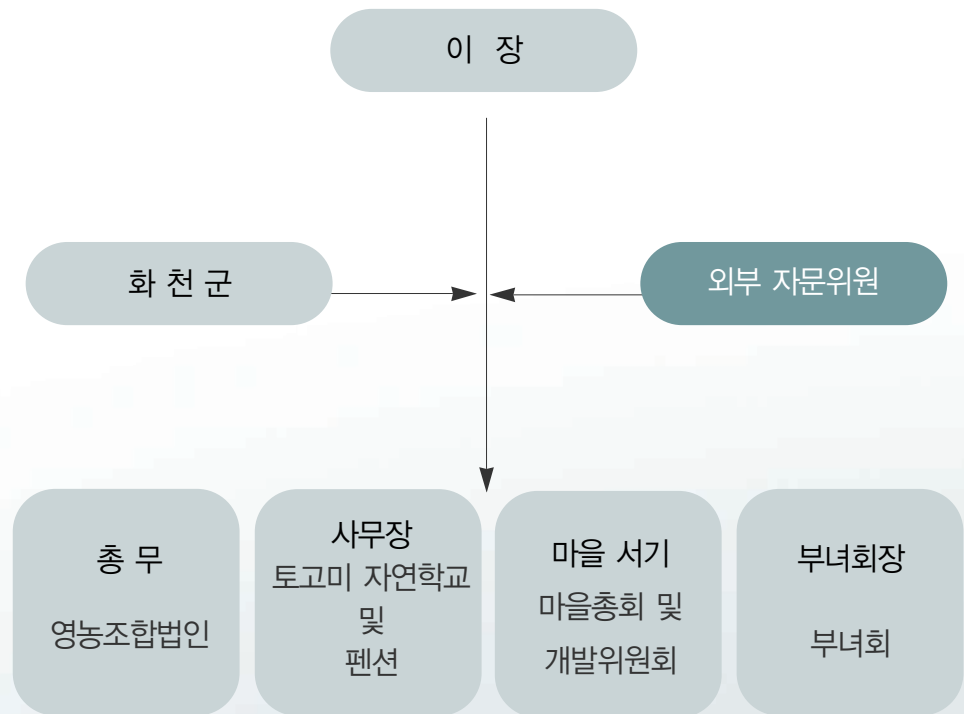 이 장
화 천 군
외부 자문위원
총 무
영농조합법인
사무장
토고미 자연학교
및
펜션
마을 서기
마을총회 및
개발위원회
부녀회장
부녀회